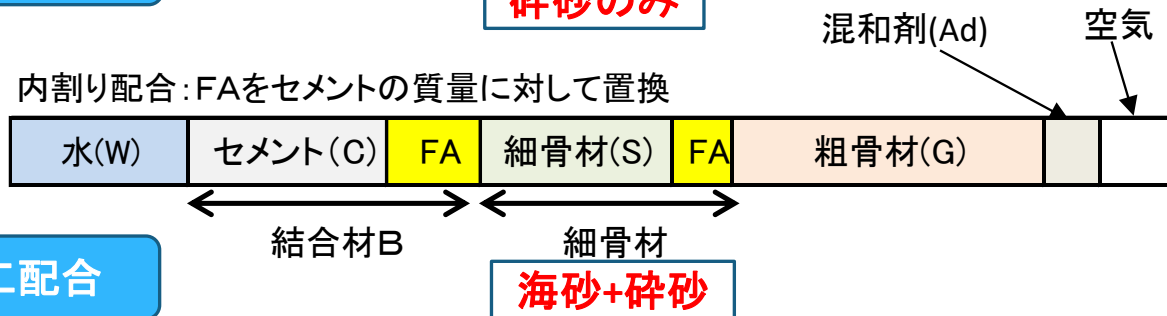 砕砂のみ
混和剤(Ad)
空気
内割り配合：FAをセメントの質量に対して置換
水(W)
セメント(C)
FA
細骨材(S)
FA
粗骨材(G)
結合材B
細骨材
工配合
海砂+砕砂